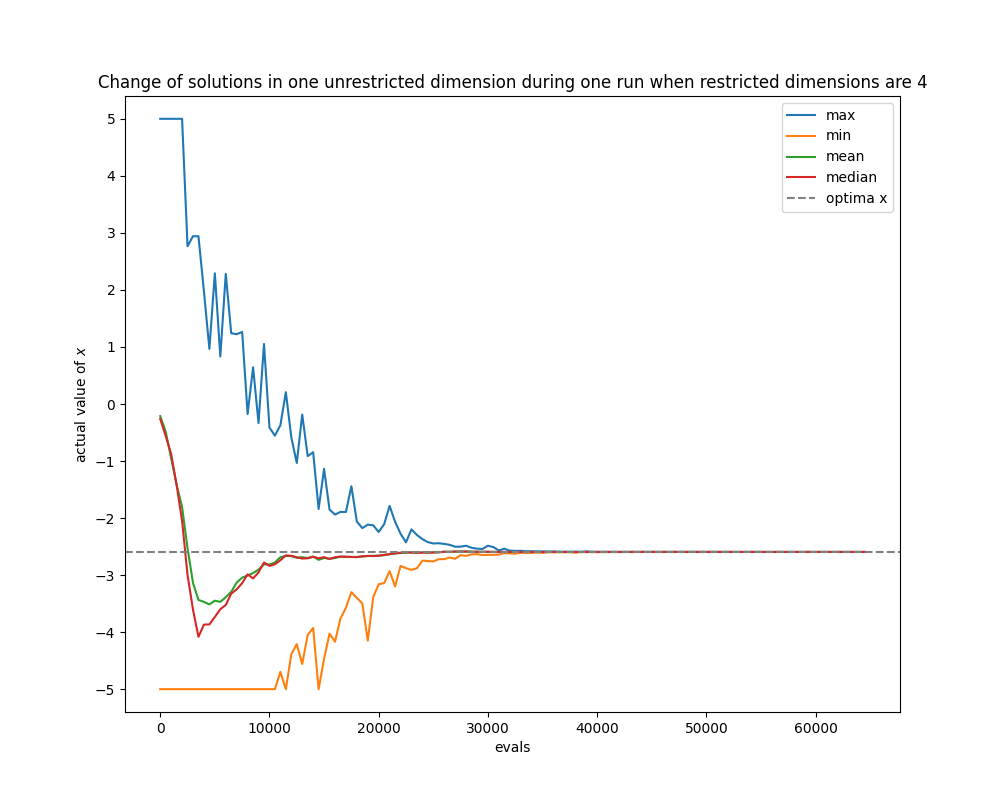 Change of solutions in one unrestricted dimension during one run when restricted dimensions are 4
max
min
mean
median
optima x
5
4
3
2
1
0
−1
−2
−3
−4
−5
actual value of x
0 10000 20000 30000 40000 50000 60000
evals